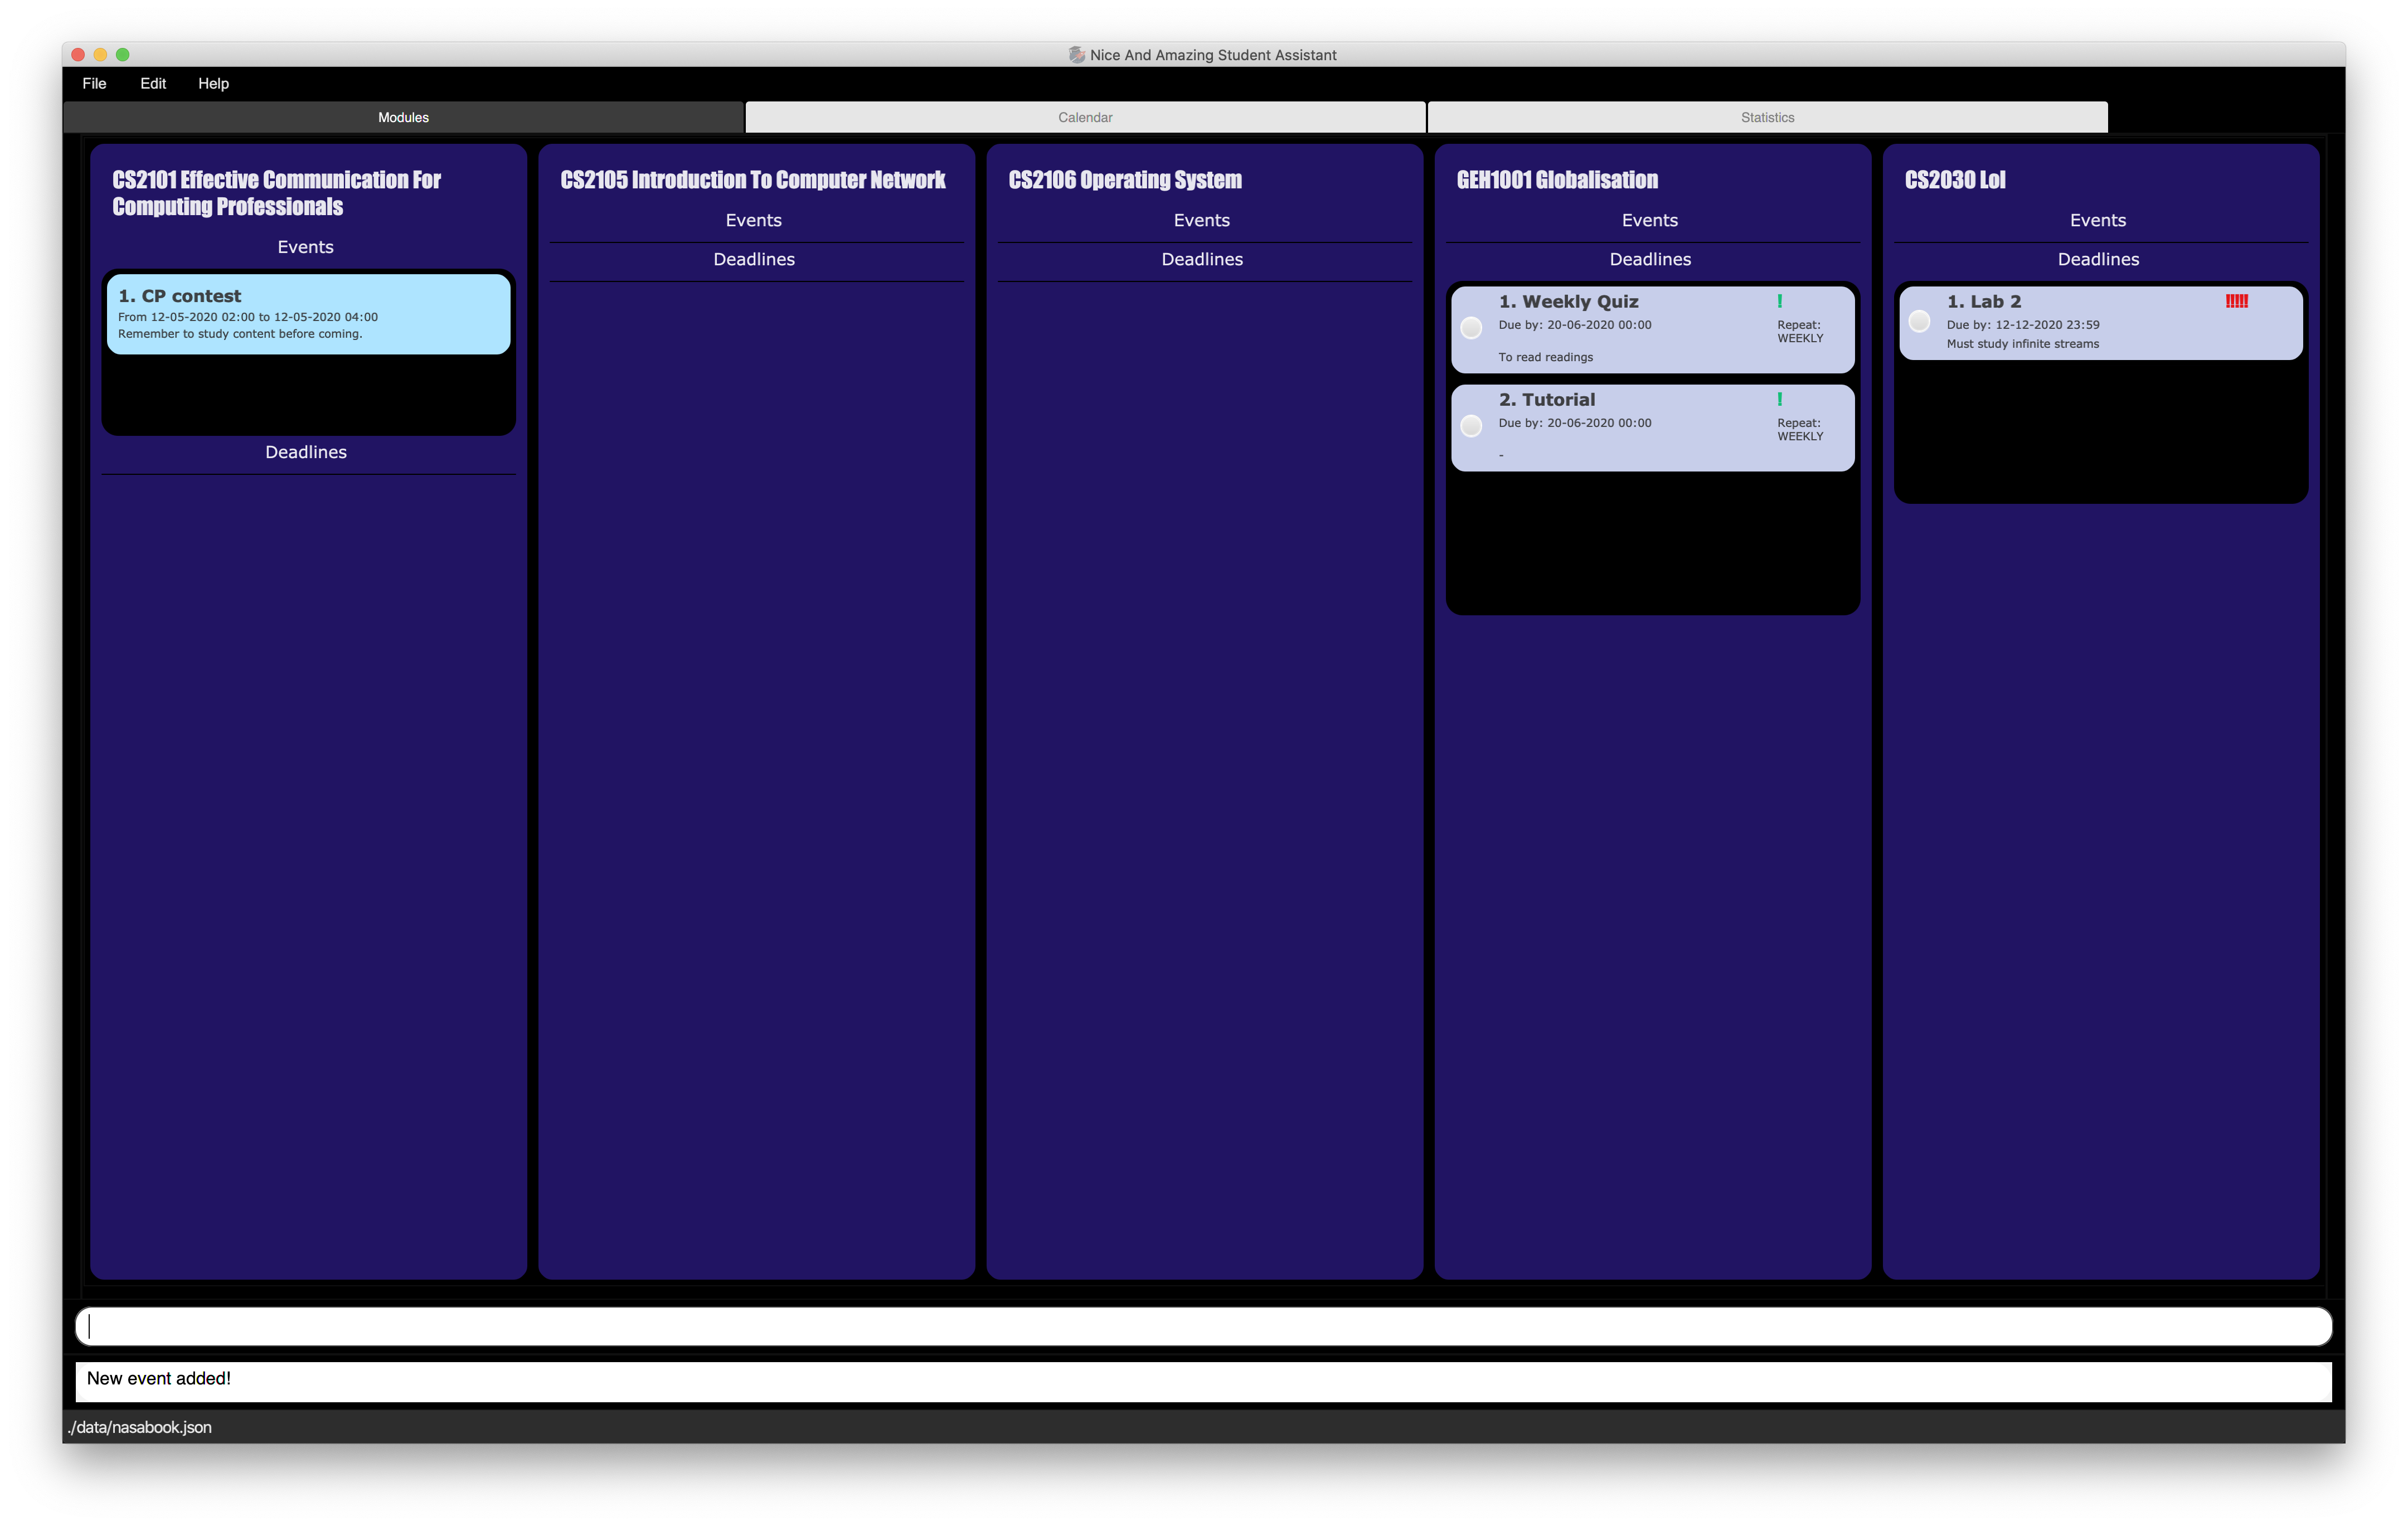 Nice And Amazing Student Assistant
File Edit Help
Modules
Calendar
Statistics
CS2101 Effective Communication For
Computing Professionals
Events
1. CP contest
From 12-05-2020 02:00 to 12-05-2020 04:00
Remember to study content before coming.
Deadlines
CS2105 Introduction To Computer Network
Events
Deadlines
CS2106 Operating System
Events
Deadlines
GEH1001 Globalisation
Events
Deadlines
1. Weekly Quiz !
Due by: 20-06-2020 00:00 Repeat:
WEEKLY
To read readings
2. Tutorial !
Due by: 20-06-2020 00:00 Repeat:
WEEKLY
-
CS2030 Lol
Events
Deadlines
1. Lab 2 !!!!!
Due by: 12-12-2020 23:59
Must study infinite streams
New event added!
./data/nasabook.json